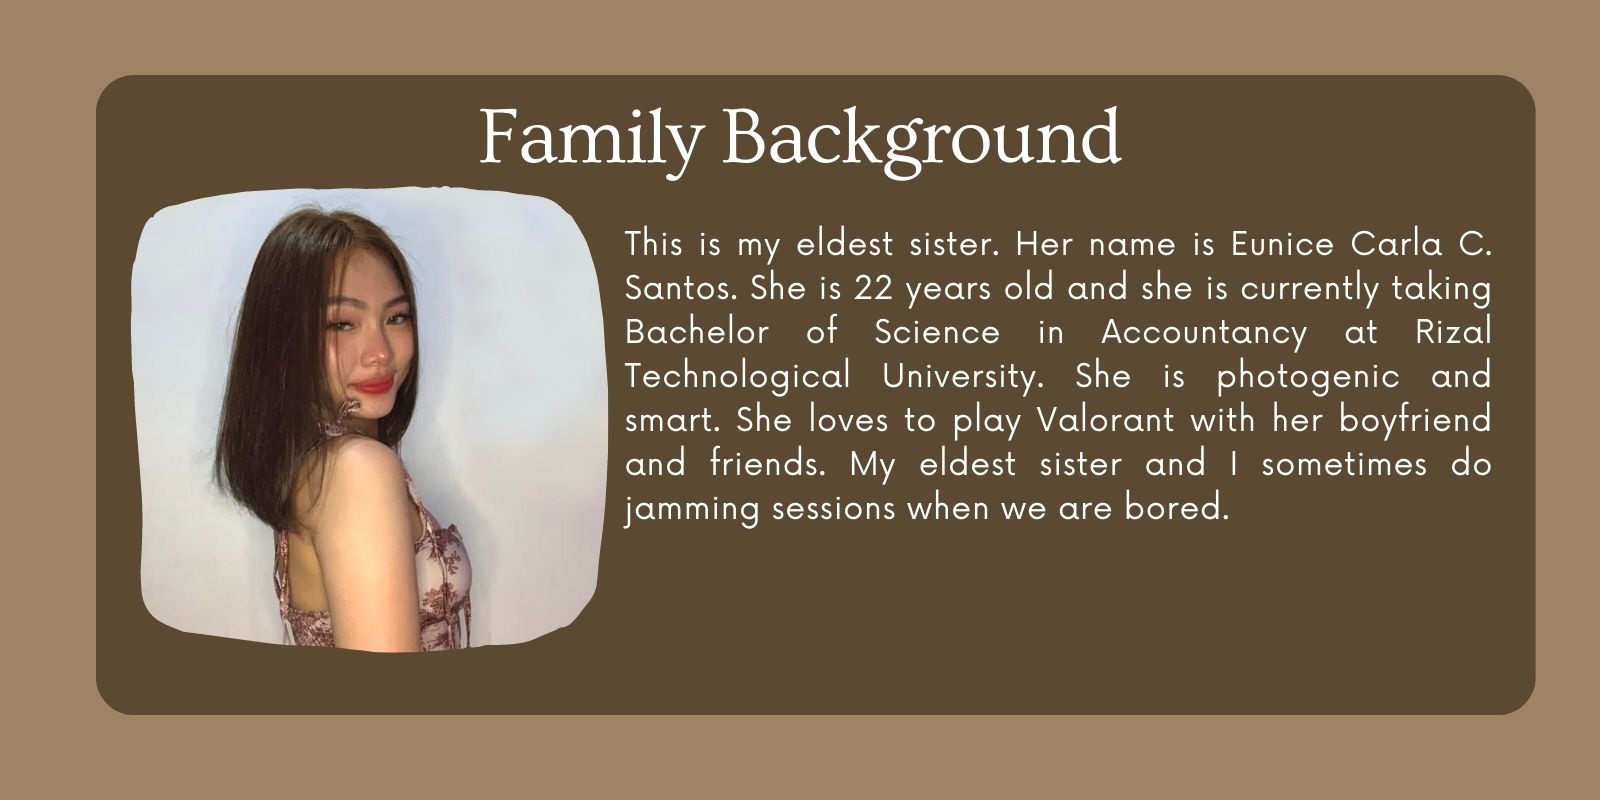 Family Background
This is my eldest sister. Her name is Eunice Carla C.
Santos. She is 22 years old and she is currently taking
Bachelor of Science in Accountancy at Rizal
Technological University. She is photogenic and
smart. She loves to play Valorant with her boyfriend
and friends. My eldest sister and I sometimes do
jamming sessions when we are bored.